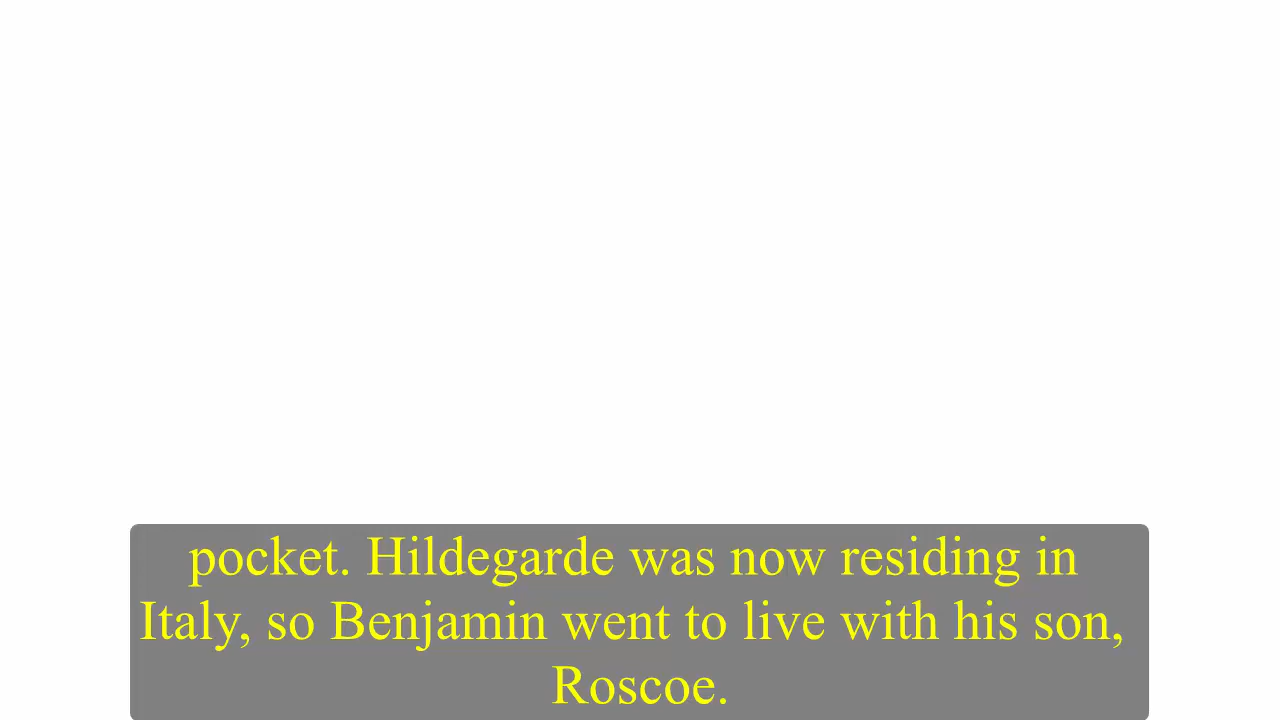 pocket. Hildegarde was now residing in
Italy, so Benjamin went to live with his son,
Roscoe.